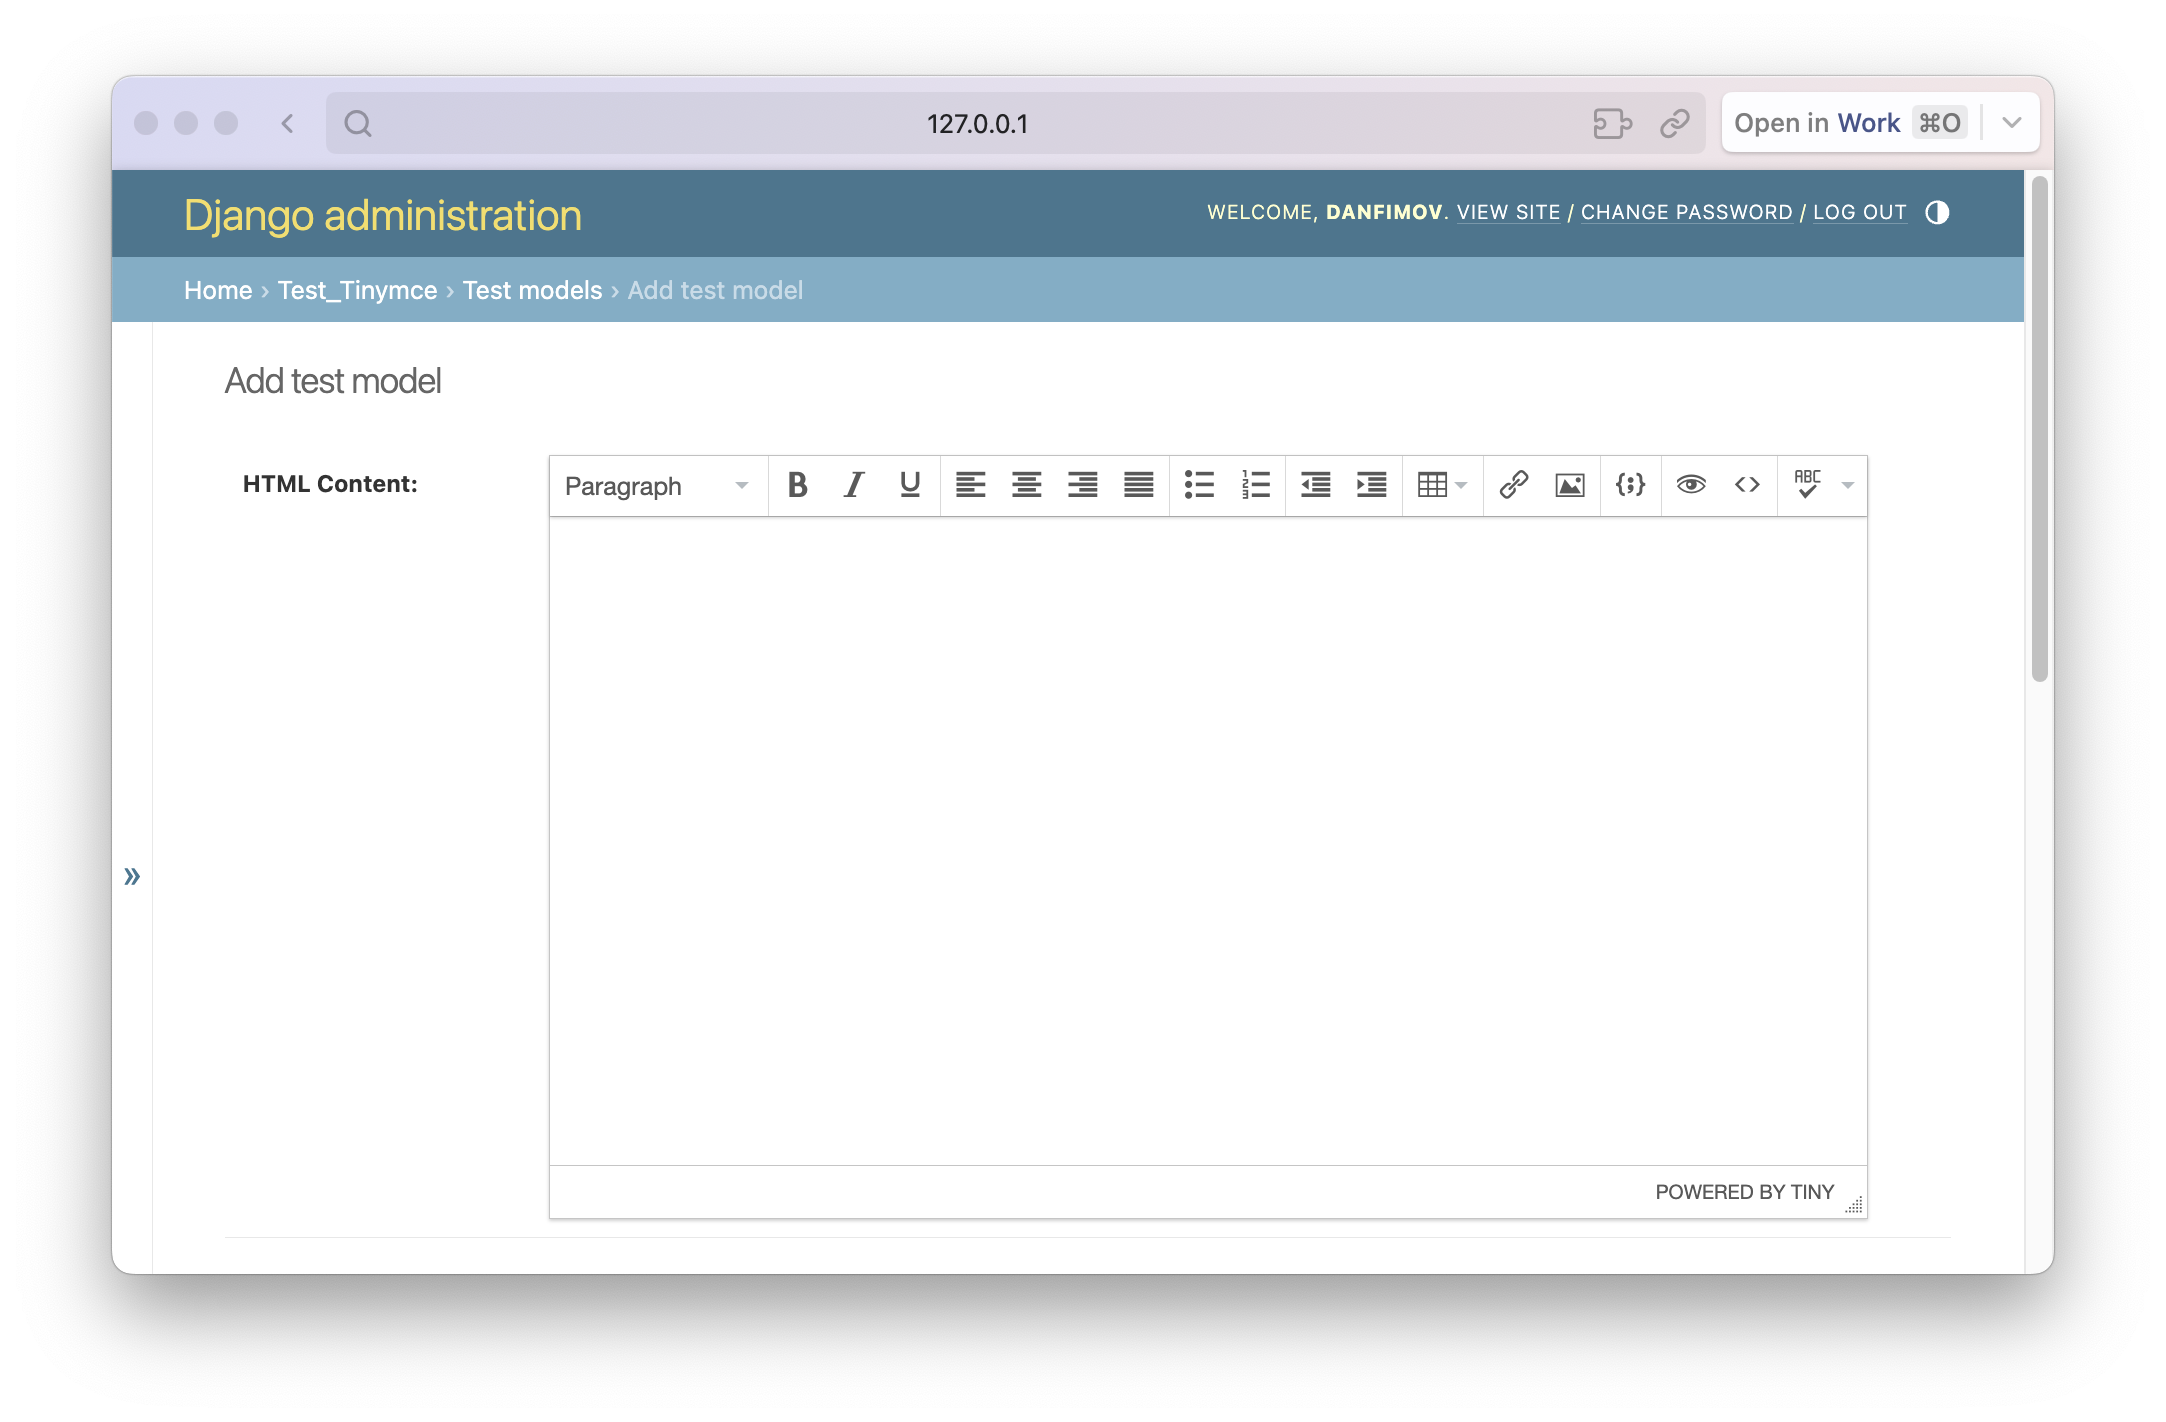 127.0.0.1
Open in Work ⌘O
Django administration
WELCOME, DANFIMOV. VIEW SITE / CHANGE PASSWORD / LOG OUT
Home › Test_Tinymce › Test models › Add test model
Add test model
HTML Content:
Paragraph B I U ABC
»
POWERED BY TINY